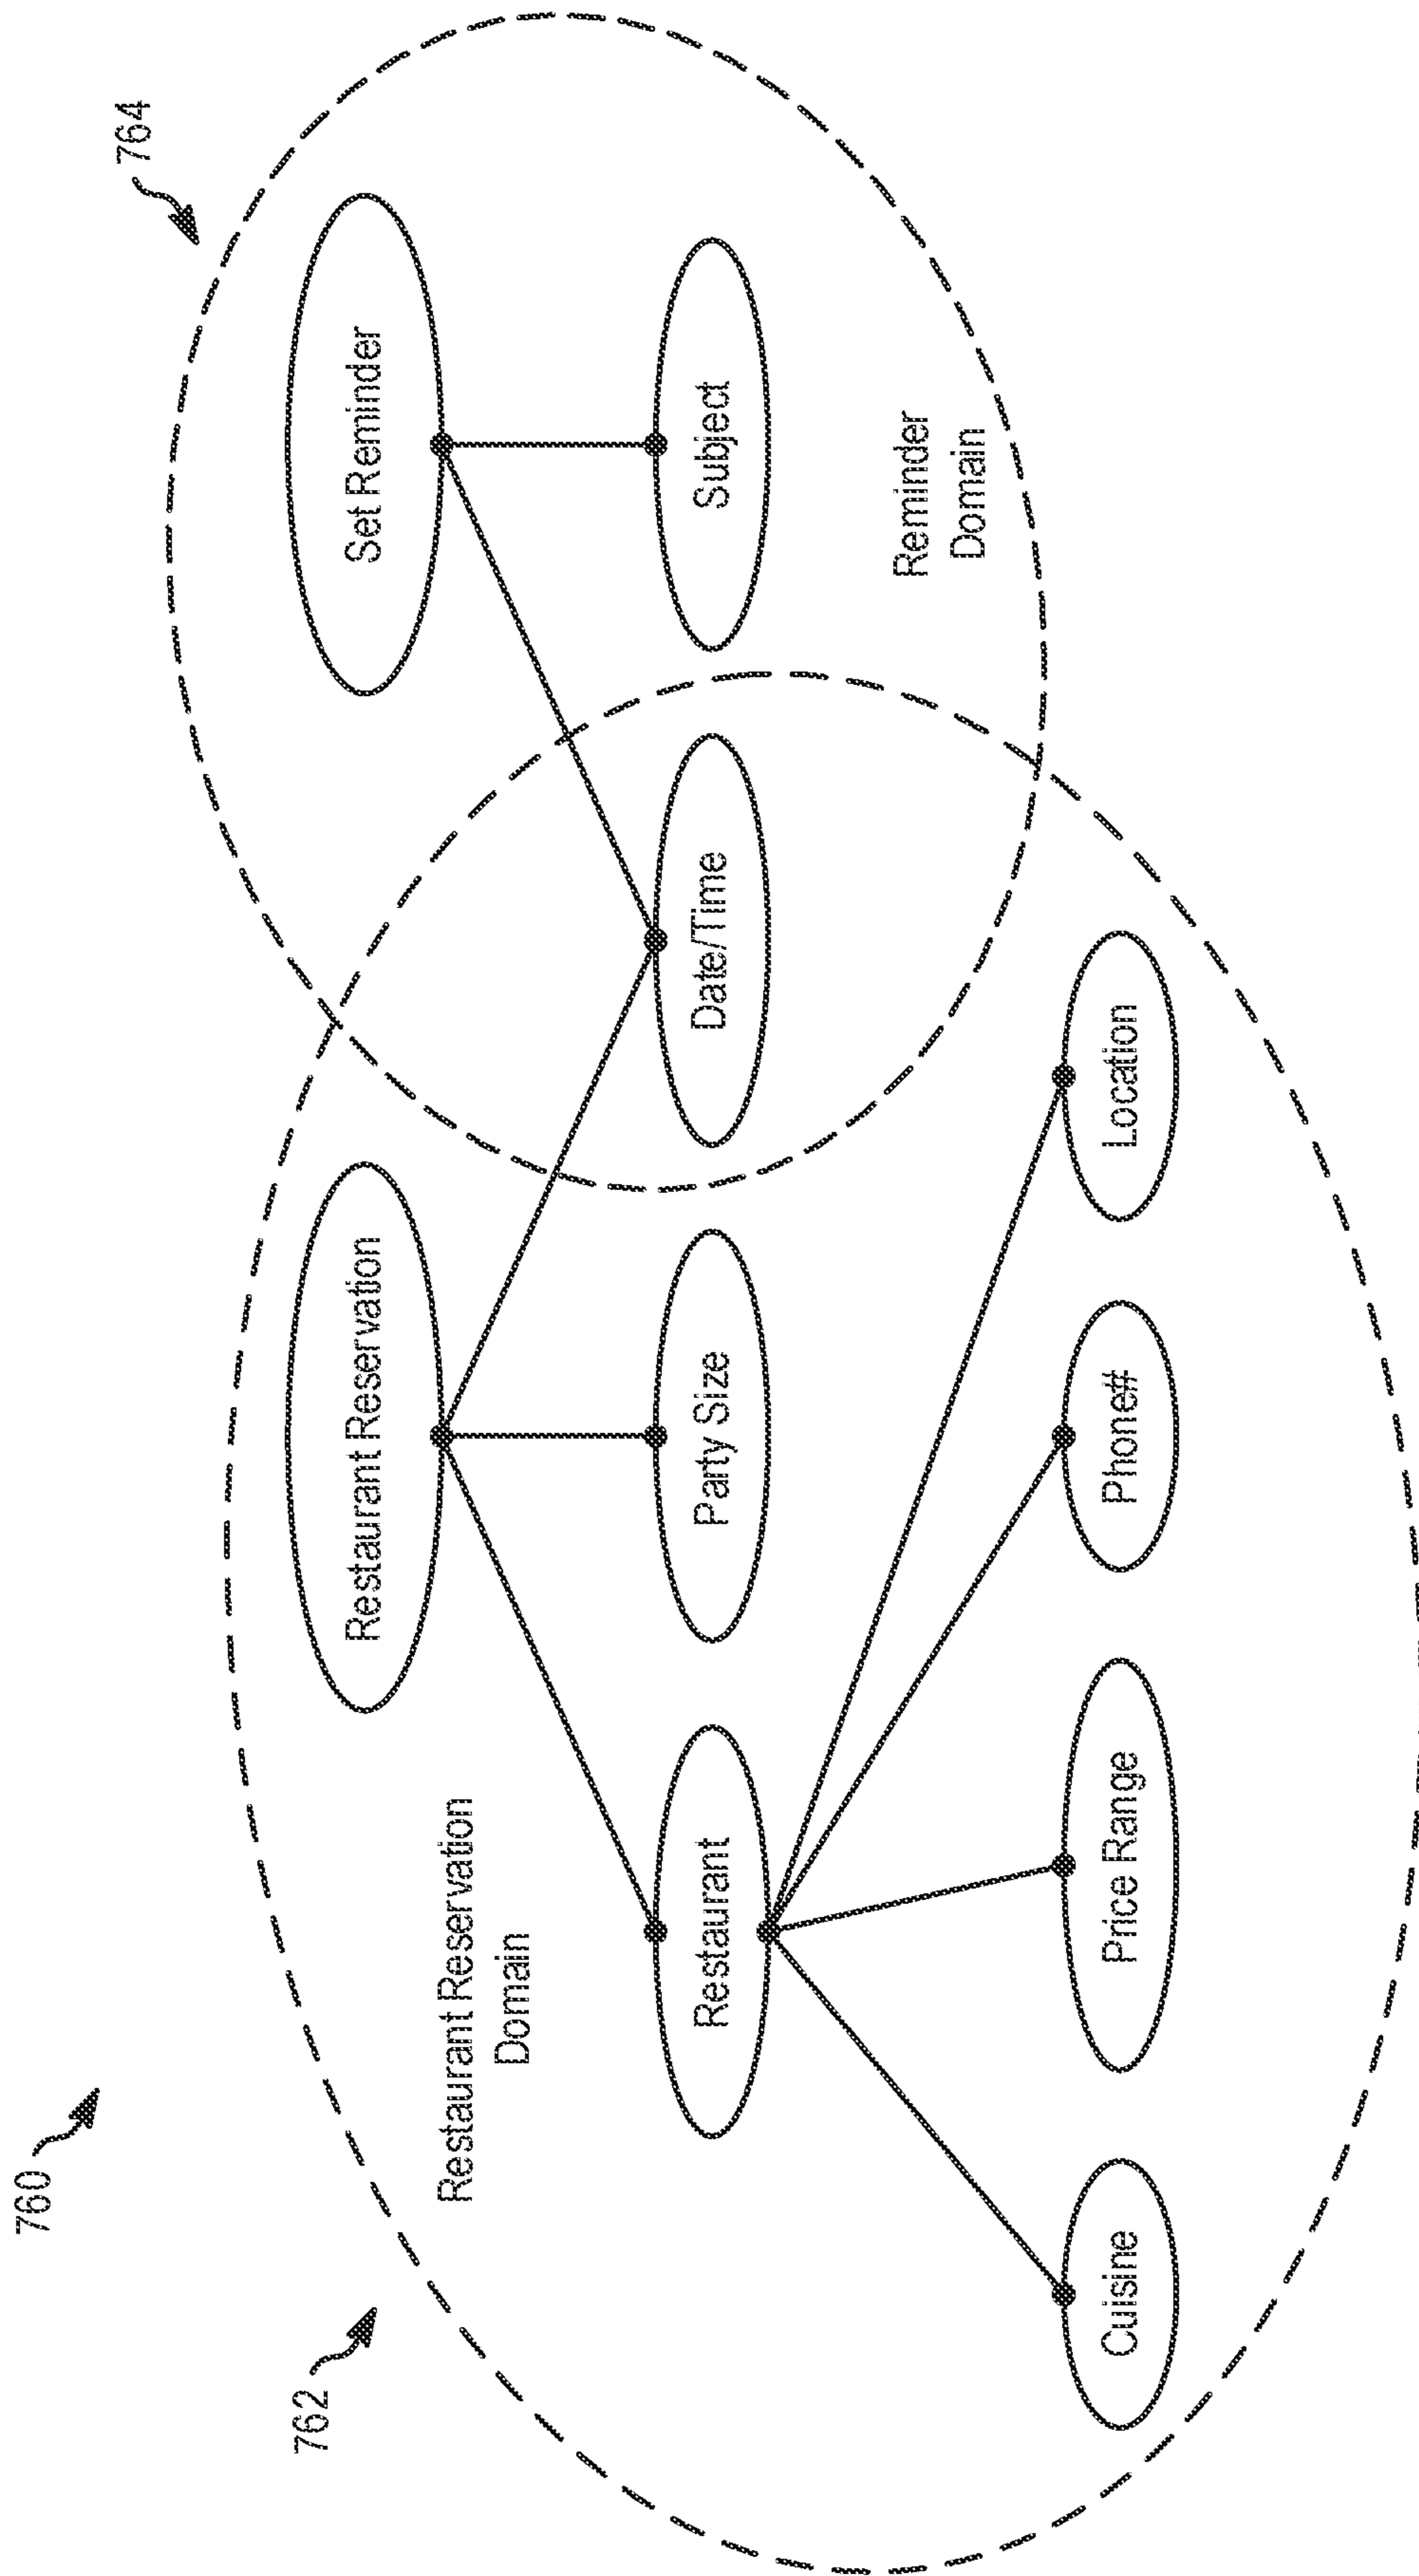 760
762
764
Restaurant Reservation
Set Reminder
Restaurant Reservation
Domain
Restaurant
Party Size
Date/Time
Subject
Reminder
Domain
Cuisine
Price Range
Phone#
Location